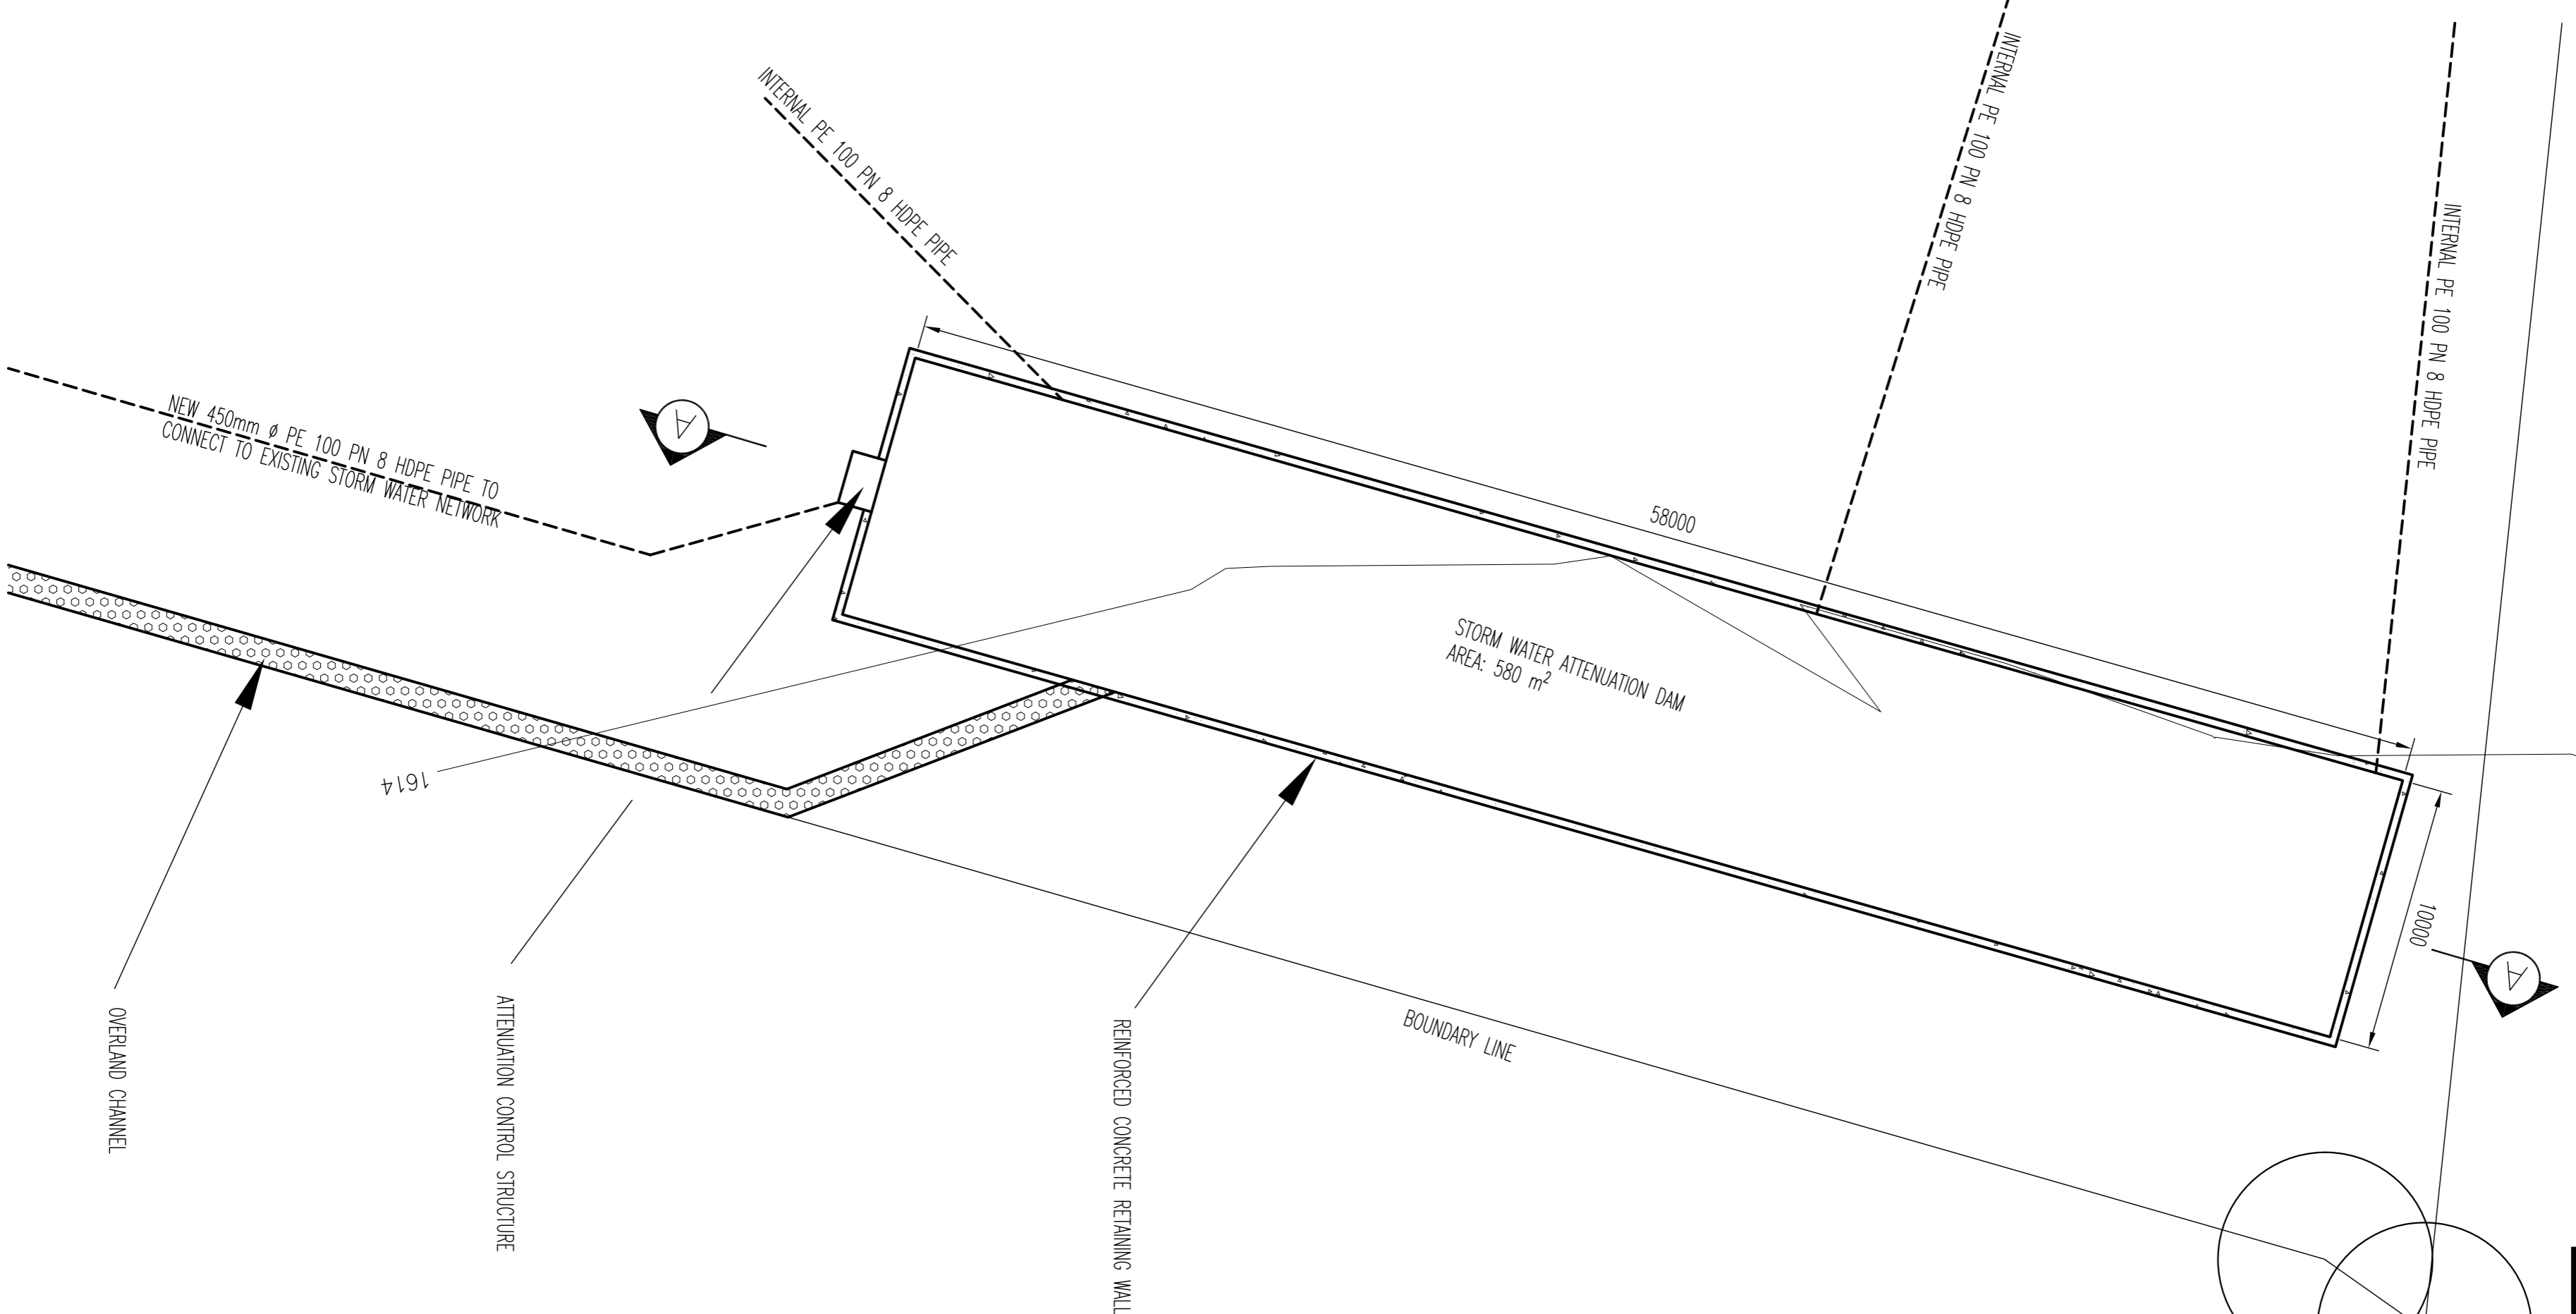 INTERNAL PE 100 PN 8 HDPE PIPE
INTERNAL PE 100 PN 8 HDPE PIPE
INTERNAL PE 100 PN 8 HDPE PIPE
NEW 450mm ø PE 100 PN 8 HDPE PIPE TO
CONNECT TO EXISTING STORM WATER NETWORK
A
58000
STORM WATER ATTENUATION DAM
AREA: 580 m²
1614
10000
A
BOUNDARY LINE
OVERLAND CHANNEL
ATTENUATION CONTROL STRUCTURE
REINFORCED CONCRETE RETAINING WALL